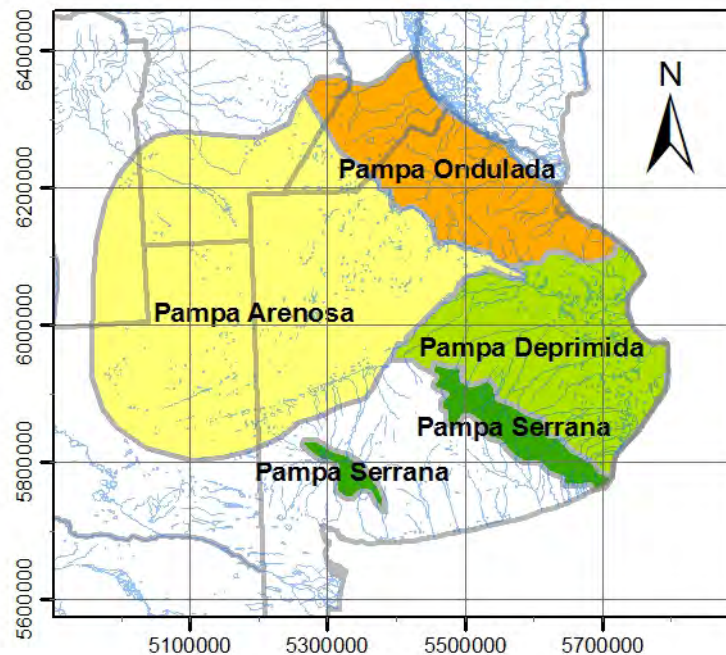 N
6400000
Pampa Ondulada
6200000
Pampa Arenosa
6000000
Pampa Deprimida
Pampa Serrana
Pampa Serrana
5800000
5600000
5100000 5300000 5500000 5700000